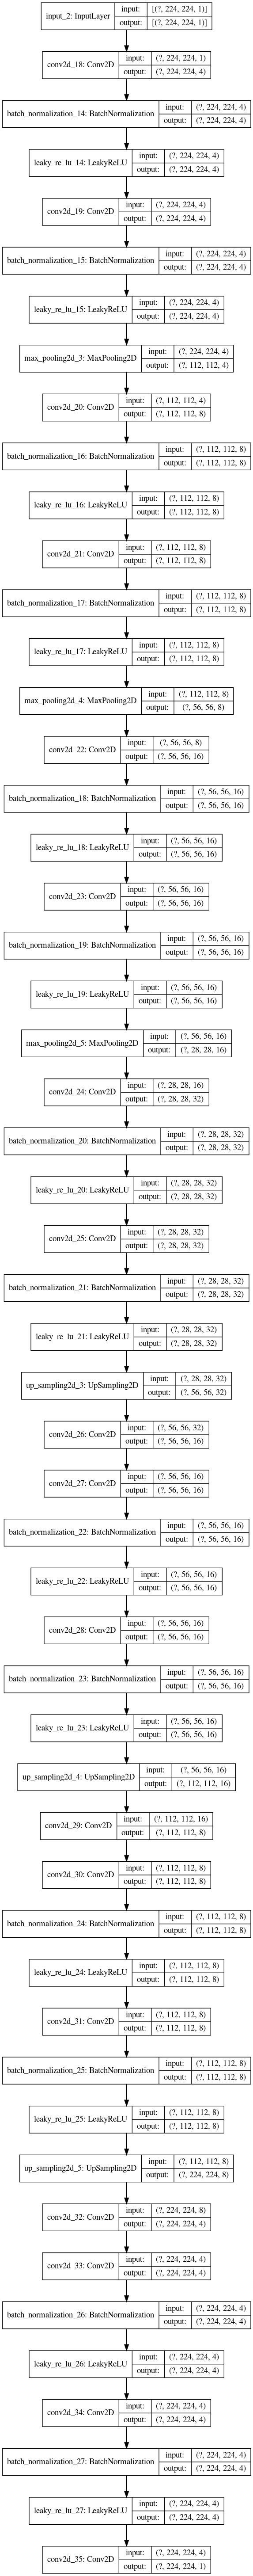 input_2: InputLayer
input: [(?, 224, 224, 1)]
output: [(?, 224, 224, 1)]
conv2d_18: Conv2D
input: (?, 224, 224, 1)
output: (?, 224, 224, 4)
batch_normalization_14: BatchNormalization
input: (?, 224, 224, 4)
output: (?, 224, 224, 4)
leaky_re_lu_14: LeakyReLU
input: (?, 224, 224, 4)
output: (?, 224, 224, 4)
conv2d_19: Conv2D
input: (?, 224, 224, 4)
output: (?, 224, 224, 4)
batch_normalization_15: BatchNormalization
input: (?, 224, 224, 4)
output: (?, 224, 224, 4)
leaky_re_lu_15: LeakyReLU
input: (?, 224, 224, 4)
output: (?, 224, 224, 4)
max_pooling2d_3: MaxPooling2D
input: (?, 224, 224, 4)
output: (?, 112, 112, 4)
conv2d_20: Conv2D
input: (?, 112, 112, 4)
output: (?, 112, 112, 8)
batch_normalization_16: BatchNormalization
input: (?, 112, 112, 8)
output: (?, 112, 112, 8)
leaky_re_lu_16: LeakyReLU
input: (?, 112, 112, 8)
output: (?, 112, 112, 8)
conv2d_21: Conv2D
input: (?, 112, 112, 8)
output: (?, 112, 112, 8)
batch_normalization_17: BatchNormalization
input: (?, 112, 112, 8)
output: (?, 112, 112, 8)
leaky_re_lu_17: LeakyReLU
input: (?, 112, 112, 8)
output: (?, 112, 112, 8)
max_pooling2d_4: MaxPooling2D
input: (?, 112, 112, 8)
output: (?, 56, 56, 8)
conv2d_22: Conv2D
input: (?, 56, 56, 8)
output: (?, 56, 56, 16)
batch_normalization_18: BatchNormalization
input: (?, 56, 56, 16)
output: (?, 56, 56, 16)
leaky_re_lu_18: LeakyReLU
input: (?, 56, 56, 16)
output: (?, 56, 56, 16)
conv2d_23: Conv2D
input: (?, 56, 56, 16)
output: (?, 56, 56, 16)
batch_normalization_19: BatchNormalization
input: (?, 56, 56, 16)
output: (?, 56, 56, 16)
leaky_re_lu_19: LeakyReLU
input: (?, 56, 56, 16)
output: (?, 56, 56, 16)
max_pooling2d_5: MaxPooling2D
input: (?, 56, 56, 16)
output: (?, 28, 28, 16)
conv2d_24: Conv2D
input: (?, 28, 28, 16)
output: (?, 28, 28, 32)
batch_normalization_20: BatchNormalization
input: (?, 28, 28, 32)
output: (?, 28, 28, 32)
leaky_re_lu_20: LeakyReLU
input: (?, 28, 28, 32)
output: (?, 28, 28, 32)
conv2d_25: Conv2D
input: (?, 28, 28, 32)
output: (?, 28, 28, 32)
batch_normalization_21: BatchNormalization
input: (?, 28, 28, 32)
output: (?, 28, 28, 32)
leaky_re_lu_21: LeakyReLU
input: (?, 28, 28, 32)
output: (?, 28, 28, 32)
up_sampling2d_3: UpSampling2D
input: (?, 28, 28, 32)
output: (?, 56, 56, 32)
conv2d_26: Conv2D
input: (?, 56, 56, 32)
output: (?, 56, 56, 16)
conv2d_27: Conv2D
input: (?, 56, 56, 16)
output: (?, 56, 56, 16)
batch_normalization_22: BatchNormalization
input: (?, 56, 56, 16)
output: (?, 56, 56, 16)
leaky_re_lu_22: LeakyReLU
input: (?, 56, 56, 16)
output: (?, 56, 56, 16)
conv2d_28: Conv2D
input: (?, 56, 56, 16)
output: (?, 56, 56, 16)
batch_normalization_23: BatchNormalization
input: (?, 56, 56, 16)
output: (?, 56, 56, 16)
leaky_re_lu_23: LeakyReLU
input: (?, 56, 56, 16)
output: (?, 56, 56, 16)
up_sampling2d_4: UpSampling2D
input: (?, 56, 56, 16)
output: (?, 112, 112, 16)
conv2d_29: Conv2D
input: (?, 112, 112, 16)
output: (?, 112, 112, 8)
conv2d_30: Conv2D
input: (?, 112, 112, 8)
output: (?, 112, 112, 8)
batch_normalization_24: BatchNormalization
input: (?, 112, 112, 8)
output: (?, 112, 112, 8)
leaky_re_lu_24: LeakyReLU
input: (?, 112, 112, 8)
output: (?, 112, 112, 8)
conv2d_31: Conv2D
input: (?, 112, 112, 8)
output: (?, 112, 112, 8)
batch_normalization_25: BatchNormalization
input: (?, 112, 112, 8)
output: (?, 112, 112, 8)
leaky_re_lu_25: LeakyReLU
input: (?, 112, 112, 8)
output: (?, 112, 112, 8)
up_sampling2d_5: UpSampling2D
input: (?, 112, 112, 8)
output: (?, 224, 224, 8)
conv2d_32: Conv2D
input: (?, 224, 224, 8)
output: (?, 224, 224, 4)
conv2d_33: Conv2D
input: (?, 224, 224, 4)
output: (?, 224, 224, 4)
batch_normalization_26: BatchNormalization
input: (?, 224, 224, 4)
output: (?, 224, 224, 4)
leaky_re_lu_26: LeakyReLU
input: (?, 224, 224, 4)
output: (?, 224, 224, 4)
conv2d_34: Conv2D
input: (?, 224, 224, 4)
output: (?, 224, 224, 4)
batch_normalization_27: BatchNormalization
input: (?, 224, 224, 4)
output: (?, 224, 224, 4)
leaky_re_lu_27: LeakyReLU
input: (?, 224, 224, 4)
output: (?, 224, 224, 4)
conv2d_35: Conv2D
input: (?, 224, 224, 4)
output: (?, 224, 224, 1)